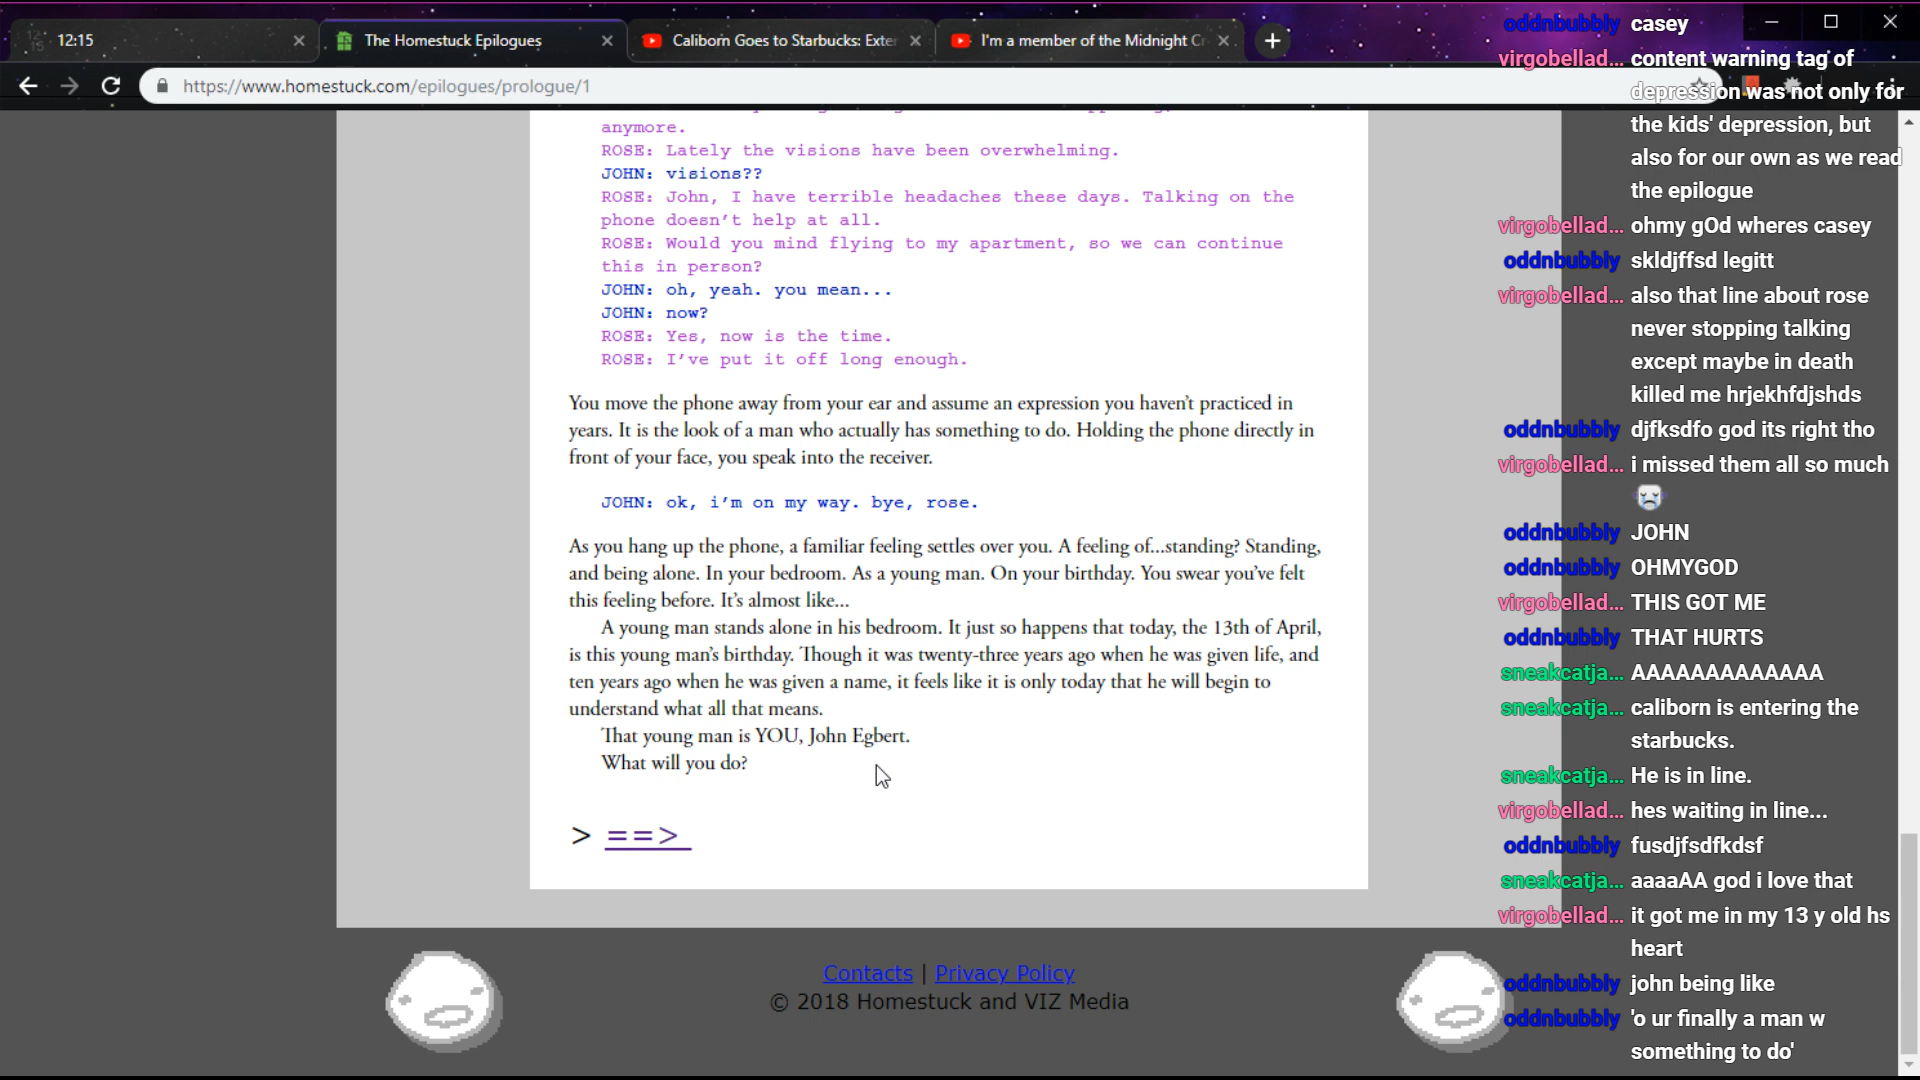 12:15
The Homestuck Epilogues
Caliborn Goes to Starbucks: Exter
I'm a member of the Midnight Cr
https://www.homestuck.com/epilogues/prologue/1
anymore.
ROSE: Lately the visions have been overwhelming.
JOHN: visions??
ROSE: John, I have terrible headaches these days. Talking on the
phone doesn't help at all.
ROSE: Would you mind flying to my apartment, so we can continue
this in person?
JOHN: oh, yeah. you mean...
JOHN: now?
ROSE: Yes, now is the time.
ROSE: I've put it off long enough.
You move the phone away from your ear and assume an expression you haven't practiced in
years. It is the look of a man who actually has something to do. Holding the phone directly in
front of your face, you speak into the receiver.
JOHN: ok, i'm on my way. bye, rose.
As you hang up the phone, a familiar feeling settles over you. A feeling of...standing? Standing,
and being alone. In your bedroom. As a young man. On your birthday. You swear you've felt
this feeling before. It's almost like...
A young man stands alone in his bedroom. It just so happens that today, the 13th of April,
is this young man's birthday. Though it was twenty-three years ago when he was given life, and
ten years ago when he was given a name, it feels like it is only today that he will begin to
understand what all that means.
That young man is YOU, John Egbert.
What will you do?
> ==>
Contacts | Privacy Policy
© 2018 Homestuck and VIZ Media
oddnbubbly casey
virgobellad... content warning tag of
depression was not only for
the kids' depression, but
also for our own as we read
the epilogue
virgobellad... ohmy gOd wheres casey
oddnbubbly skldjffsd legitt
virgobellad... also that line about rose
never stopping talking
except maybe in death
killed me hrjekhfdjshds
oddnbubbly djfksdfo god its right tho
virgobellad... i missed them all so much
oddnbubbly JOHN
oddnbubbly OHMYGOD
virgobellad... THIS GOT ME
oddnbubbly THAT HURTS
sneakcatja... AAAAAAAAAAAAA
sneakcatja... caliborn is entering the
starbucks.
sneakcatja... He is in line.
virgobellad... hes waiting in line...
oddnbubbly fusdjfsdfkdsf
sneakcatja... aaaaAA god i love that
virgobellad... it got me in my 13 y old hs
heart
oddnbubbly john being like
oddnbubbly 'o ur finally a man w
something to do'